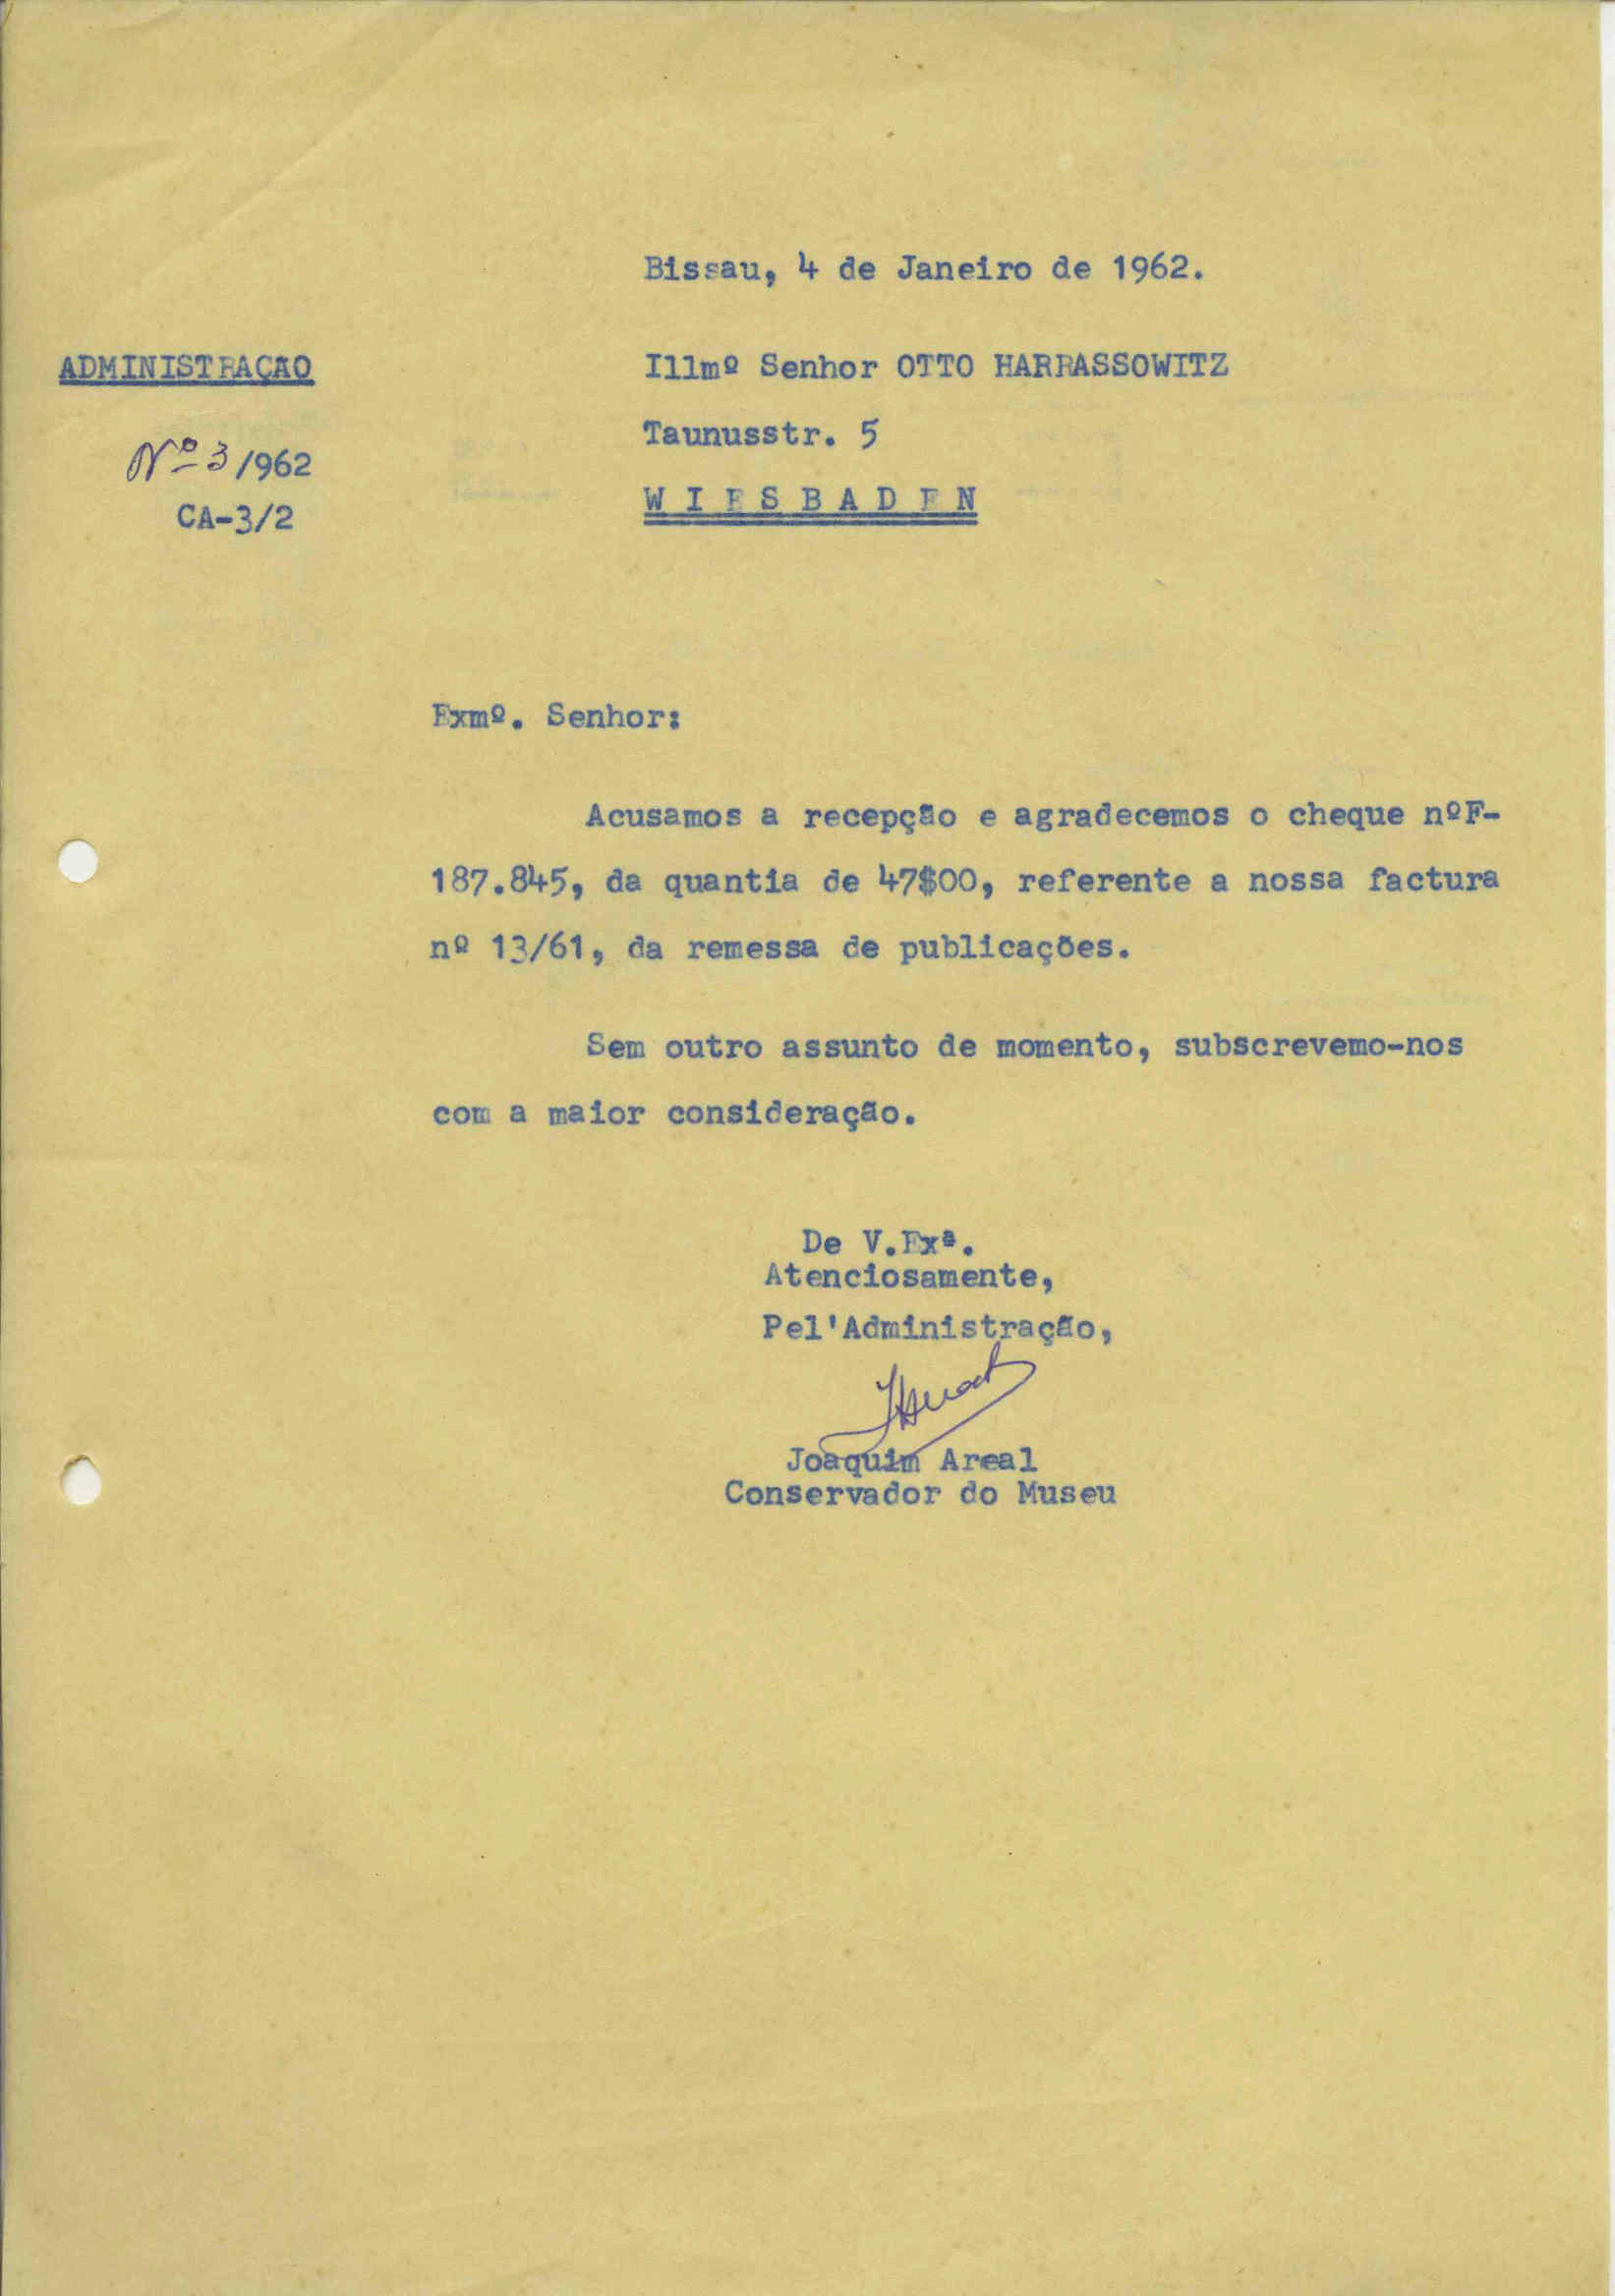 Bissau, 4 de Janeiro de 1962.
ADMINISTRAÇÃO
Illmº Senhor OTTO HARRASSOWITZ
Taunusstr. 5
Nº 3/962
CA-3/2
W I E S B A D E N
Exmº. Senhor:
Acusamos a recepção e agradecemos o cheque nºF-
187.845, da quantia de 47$00, referente a nossa factura
nº 13/61, da remessa de publicações.
Sem outro assunto de momento, subscrevemo-nos
com a maior consideração.
De V.Exª.
Atenciosamente,
Pel'Administração,
Joaquim Areal
Conservador do Museu